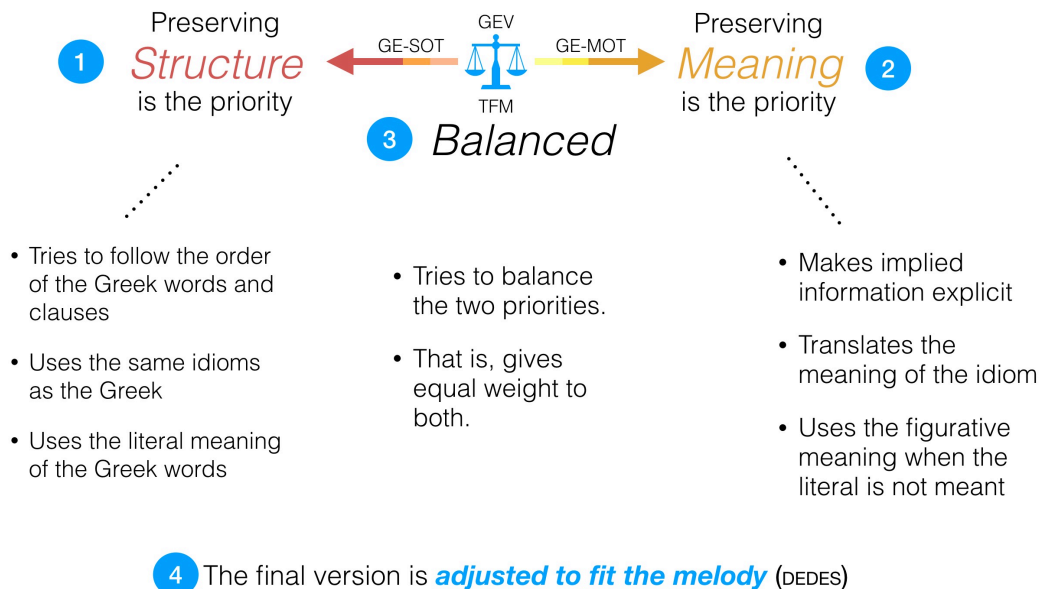 Preserving
1
Structure
is the priority
GE-SOT
GEV
GE-MOT
TFM
3
Balanced
Preserving
Meaning
2
is the priority
• Tries to follow the order
of the Greek words and
clauses
• Uses the same idioms
as the Greek
• Uses the literal meaning
of the Greek words
• Tries to balance
the two priorities.
• That is, gives
equal weight to
both.
• Makes implied
information explicit
• Translates the
meaning of the idiom
• Uses the figurative
meaning when the
literal is not meant
4 The final version is adjusted to fit the melody (DEDES)